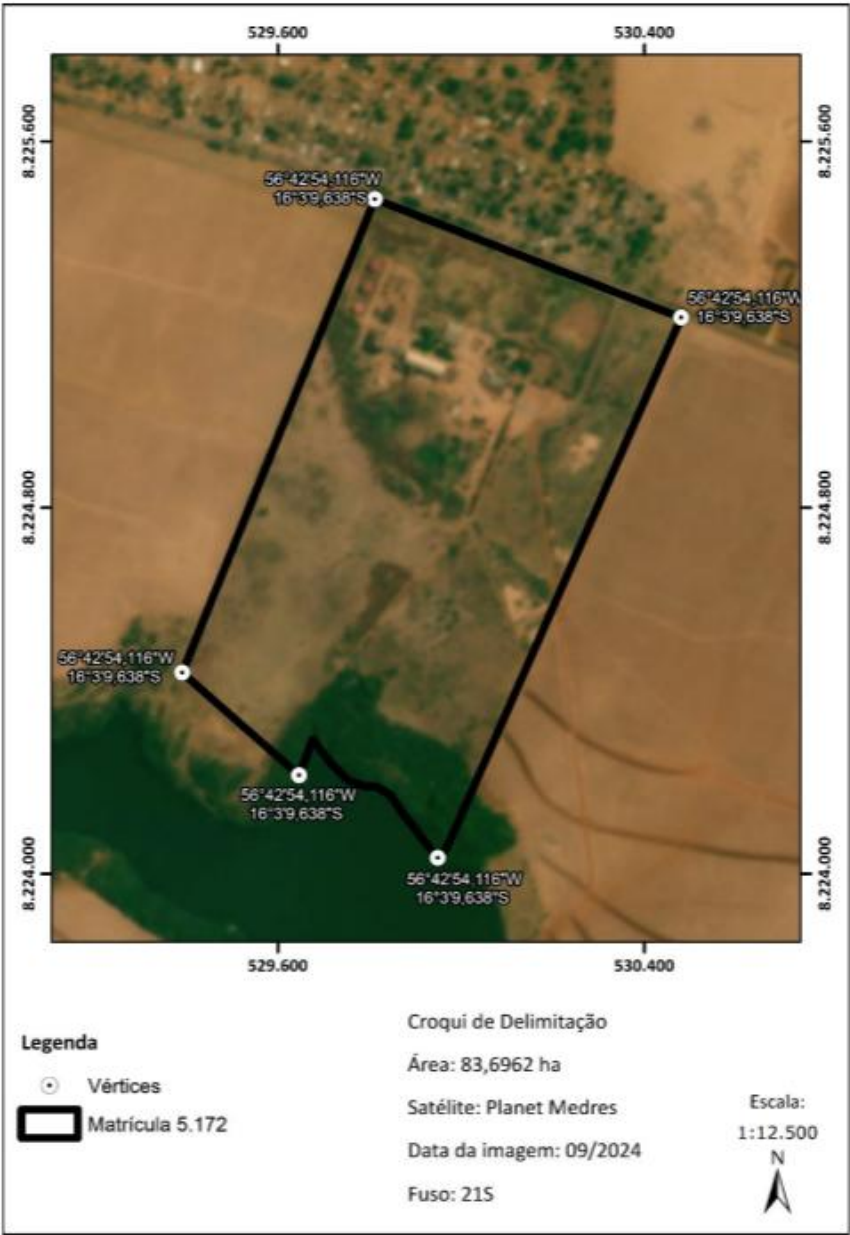 529.600
530.400
8.225.600
8.225.600
56°42'54,116"W
16°3'9,638"S
56°42'54,116"W
16°3'9,638"S
8.224.800
8.224.800
56°42'54,116"W
16°3'9,638"S
56°42'54,116"W
16°3'9,638"S
8.224.000
8.224.000
56°42'54,116"W
16°3'9,638"S
529.600
530.400
Legenda
Vértices
Matrícula 5.172
Croqui de Delimitação
Área: 83,6962 ha
Satélite: Planet Medres
Data da imagem: 09/2024
Fuso: 21S
Escala:
1:12.500
N